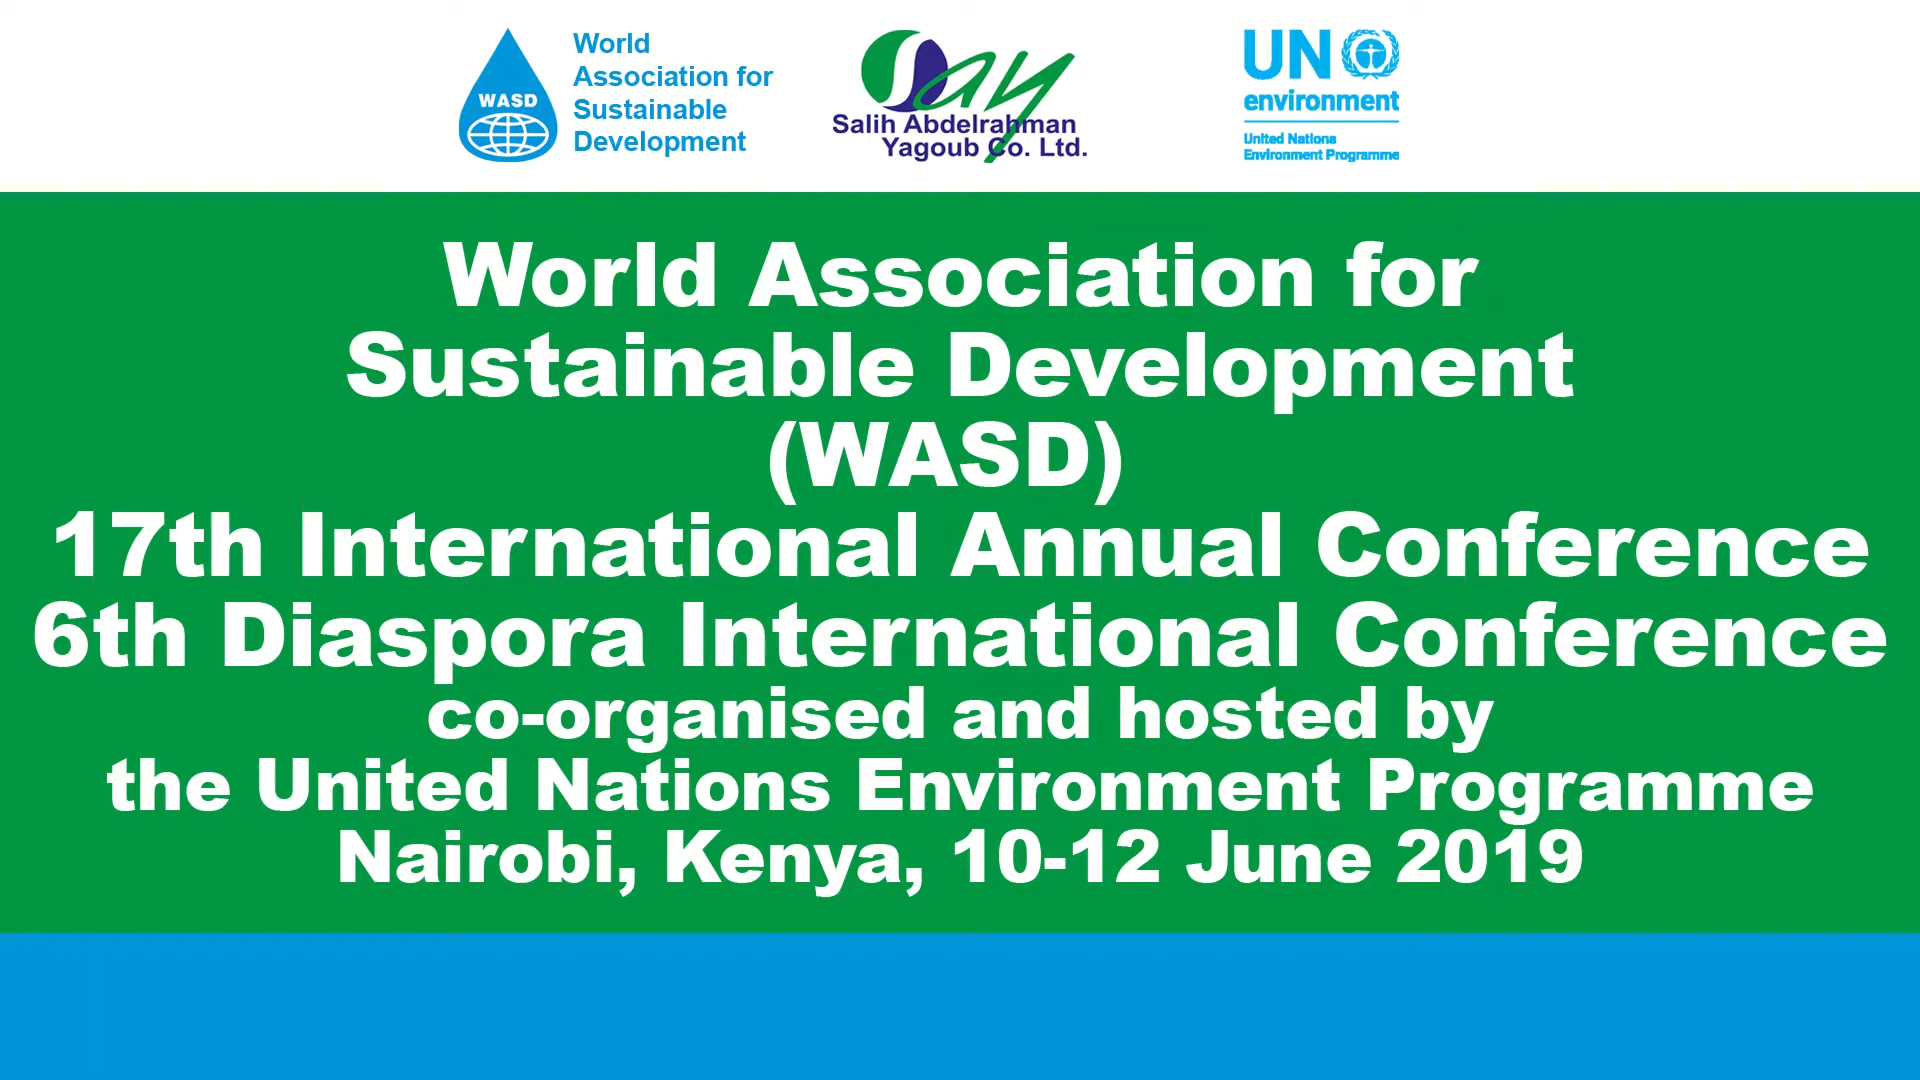 World
Association for
Sustainable
Development
WASD
Say
Salih Abdelrahman
Yagoub Co. Ltd.
UN
environment
United Nations
Environment Programme
World Association for
Sustainable Development
(WASD)
17th International Annual Conference
6th Diaspora International Conference
co-organised and hosted by
the United Nations Environment Programme
Nairobi, Kenya, 10-12 June 2019